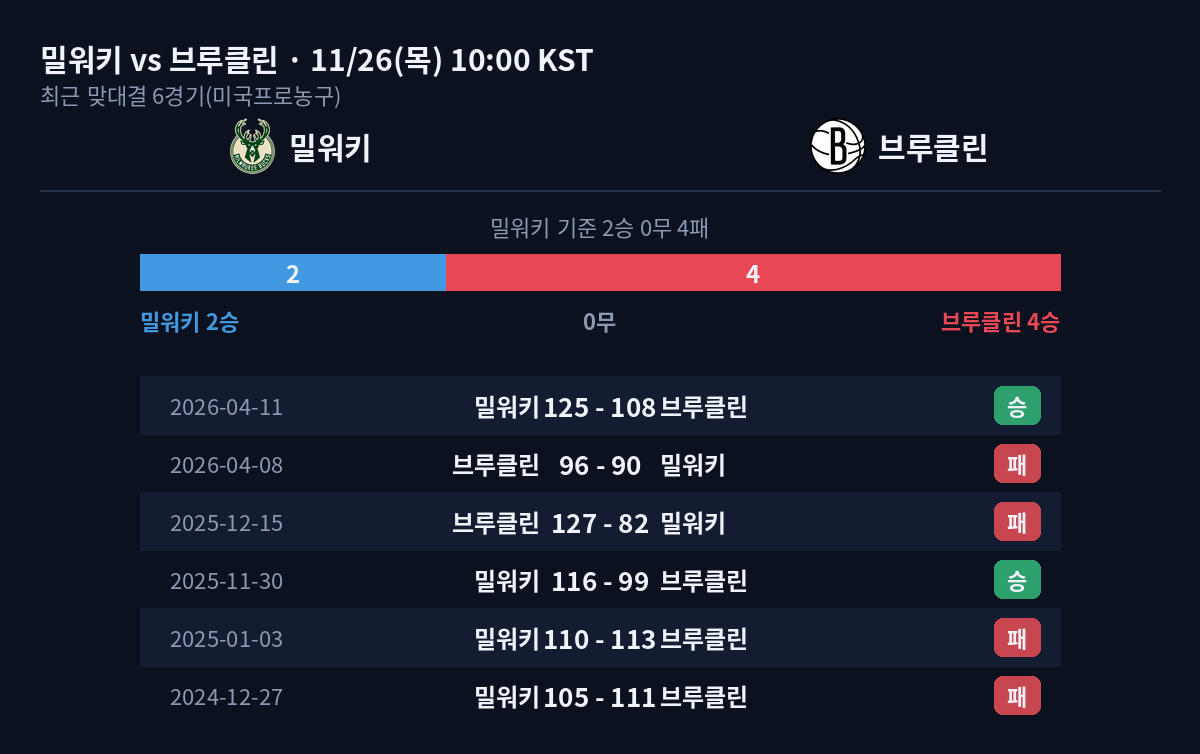 밀워키 vs 브루클린 · 11/26(목) 10:00 KST
최근 맞대결 6경기(미국프로농구)
밀워키 B 브루클린
밀워키 기준 2승 0무 4패
2 4
밀워키 2승 0무 브루클린 4승
2026-04-11 밀워키 125 - 108 브루클린 승
2026-04-08 브루클린 96 - 90 밀워키 패
2025-12-15 브루클린 127 - 82 밀워키 패
2025-11-30 밀워키 116 - 99 브루클린 승
2025-01-03 밀워키 110 - 113 브루클린 패
2024-12-27 밀워키 105 - 111 브루클린 패